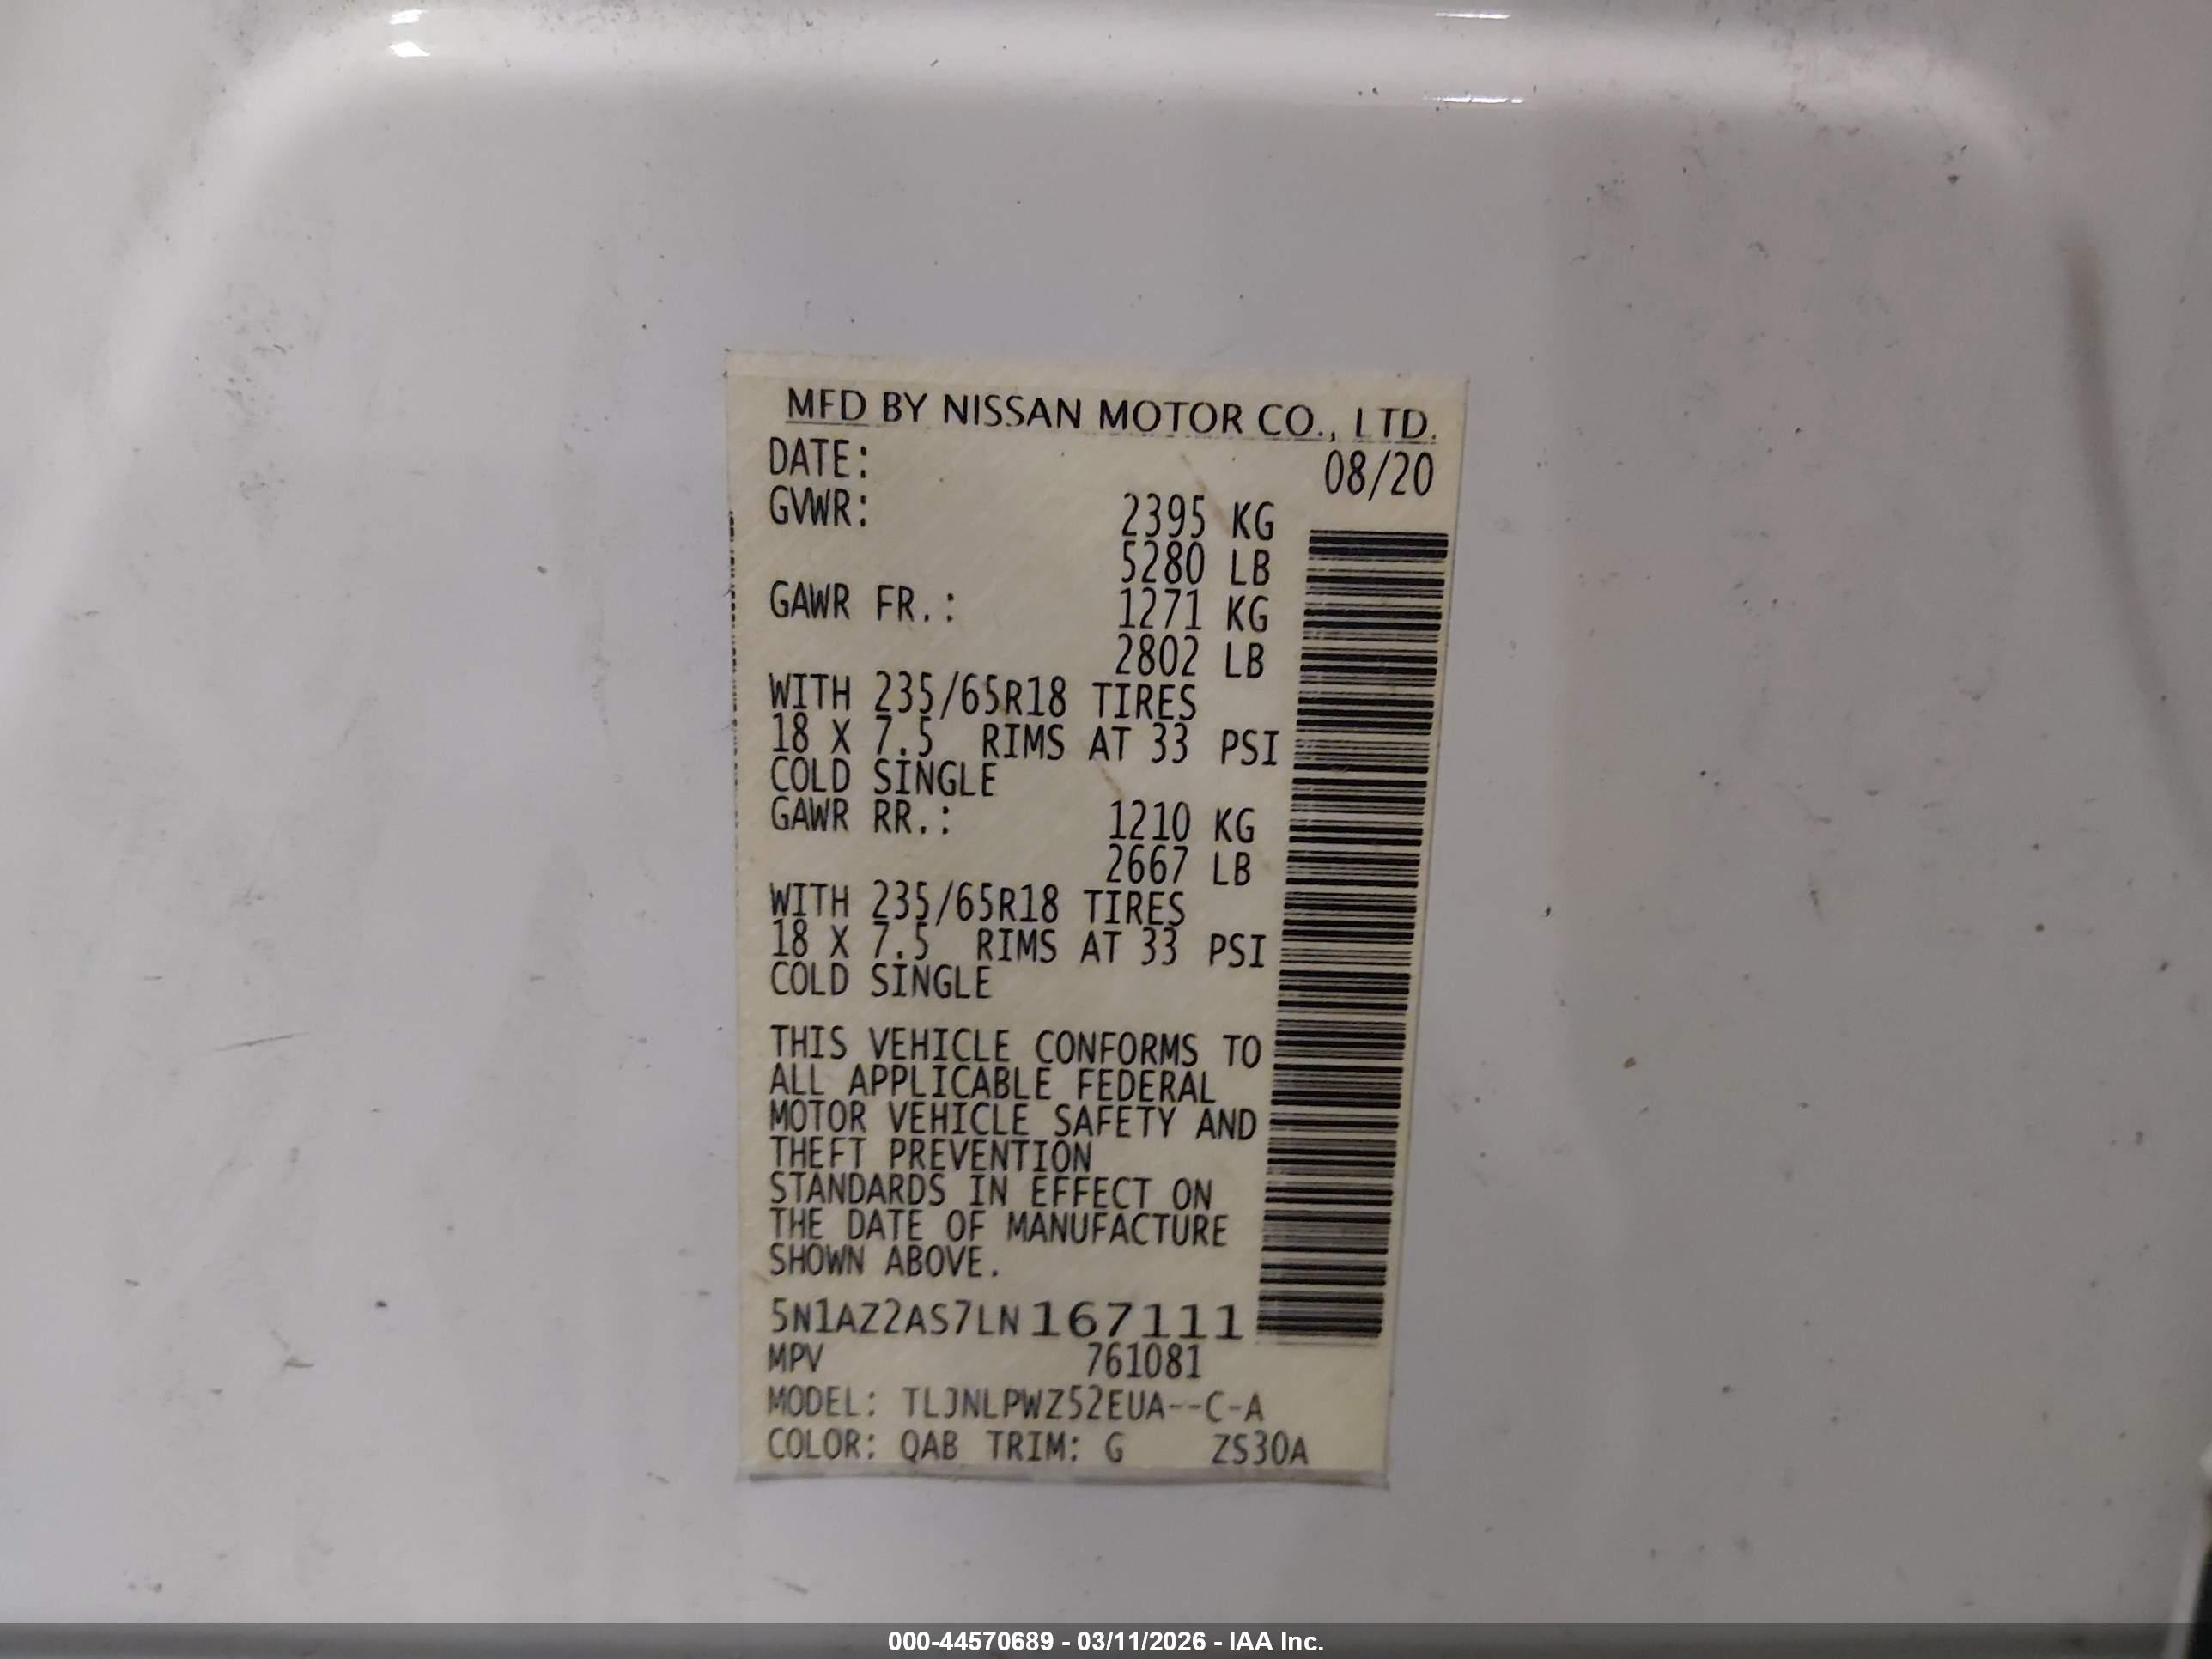 MFD BY NISSAN MOTOR CO., LTD.
DATE: 08/20
GVWR: 2395 KG
5280 LB
GAWR FR.: 1271 KG
2802 LB
WITH 235/65R18 TIRES
18 X 7.5 RIMS AT 33 PSI
COLD SINGLE
GAWR RR.: 1210 KG
2667 LB
WITH 235/65R18 TIRES
18 X 7.5 RIMS AT 33 PSI
COLD SINGLE
THIS VEHICLE CONFORMS TO
ALL APPLICABLE FEDERAL
MOTOR VEHICLE SAFETY AND
THEFT PREVENTION
STANDARDS IN EFFECT ON
THE DATE OF MANUFACTURE
SHOWN ABOVE.
5N1AZ2AS7LN167111
MPV 761081
MODEL: TLJNLPWZ52EUA--C-A
COLOR: QAB TRIM: G ZS30A
000-44570689 - 03/11/2026 - IAA Inc.